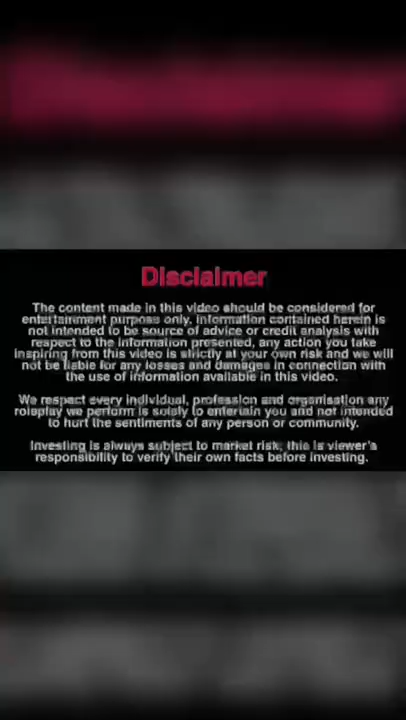 Disclaimer
The content made in this video should be considered for
entertainment purpose only, information contained herein is
not intended to be source of advice or credit analysis with
respect to the information presented, any action you take
inspiring from this video is strictly at your own risk and we will
not be liable for any losses and damages in connection with
the use of information available in this video.
We respect every individual, profession and organisation any
roleplay we perform is solely to entertain you and not intended
to hurt the sentiments of any person or community.
Investing is always subject to market risk, this is viewer's
responsibility to verify their own facts before investing.